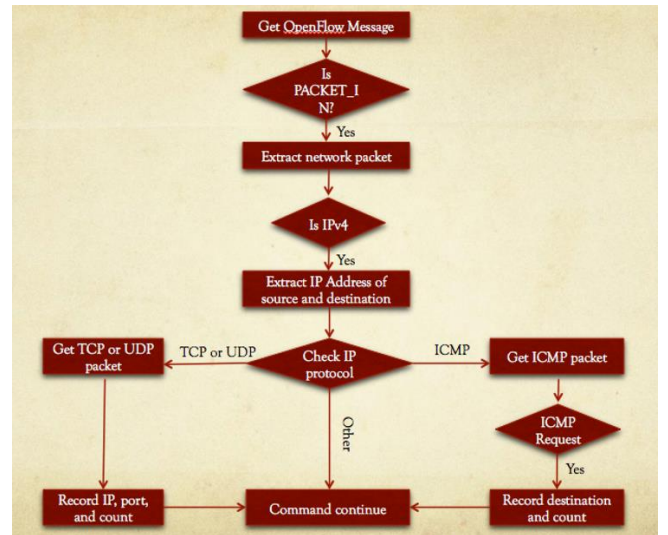 Get OpenFlow Message
Is
PACKET_I
N?
Yes
Extract network packet
Is IPv4
Yes
Extract IP Address of
source and destination
Get TCP or UDP
packet
TCP or UDP
Check IP
protocol
ICMP
Get ICMP packet
Other
ICMP
Request
Yes
Record IP, port,
and count
Command continue
Record destination
and count